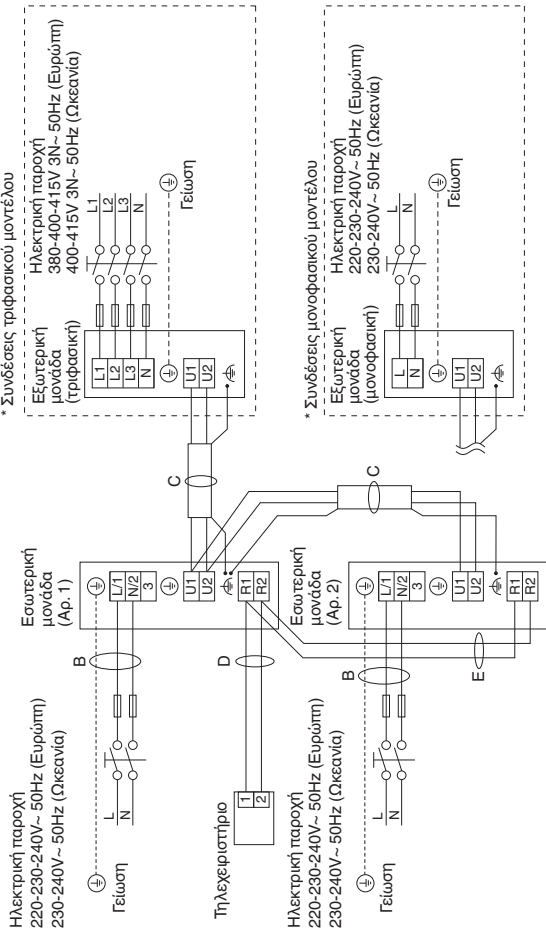 * Συνδέσεις τριφασικού μοντέλου
Ηλεκτρική παροχή
220-230-240V~ 50Hz (Ευρώπη)
230-240V~ 50Hz (Ωκεανία)
Γείωση
L
N
B
Εσωτερική
μονάδα
(Αρ. 1)
L/1
N/2
3
U1
U2
R1
R2
C
Εξωτερική
μονάδα
(τριφασική)
L1
L2
L3
N
U1
U2
Ηλεκτρική παροχή
380-400-415V 3N~ 50Hz (Ευρώπη)
400-415V 3N~ 50Hz (Ωκεανία)
L1
L2
L3
N
Γείωση
Τηλεχειριστήριο
1
2
D
* Συνδέσεις μονοφασικού μοντέλου
Ηλεκτρική παροχή
220-230-240V~ 50Hz (Ευρώπη)
230-240V~ 50Hz (Ωκεανία)
Γείωση
L
N
B
E
Εσωτερική
μονάδα
(Αρ. 2)
L/1
N/2
3
U1
U2
R1
R2
C
Εξωτερική
μονάδα
(μονοφασική)
L
N
U1
U2
Ηλεκτρική παροχή
220-230-240V~ 50Hz (Ευρώπη)
230-240V~ 50Hz (Ωκεανία)
L
N
Γείωση